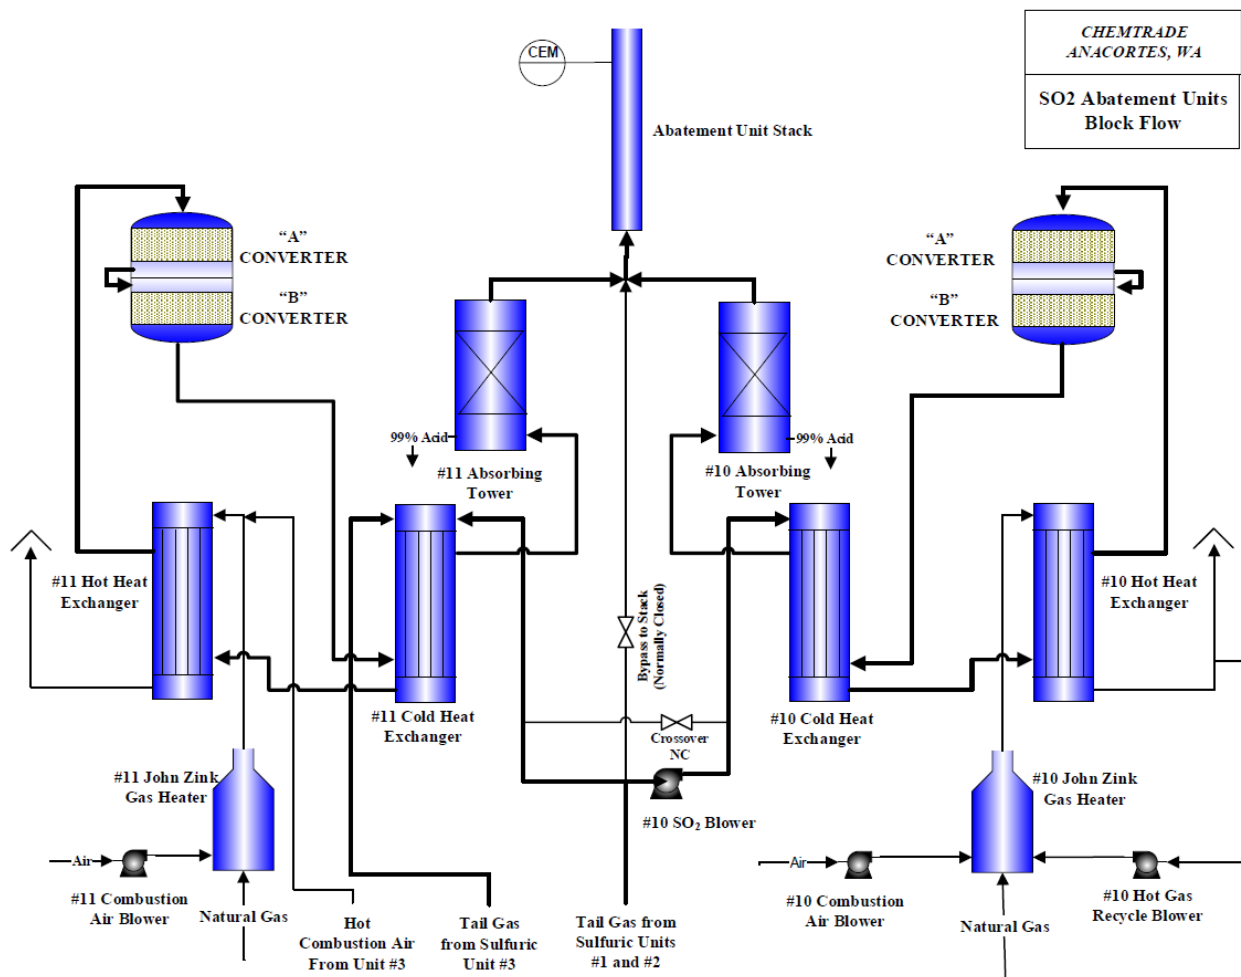 CHEMTRADE
ANACORTES, WA
SO2 Abatement Units
Block Flow
CEM
Abatement Unit Stack
“A”
CONVERTER
“B”
CONVERTER
“A”
CONVERTER
“B”
CONVERTER
99% Acid
#11 Absorbing
Tower
99% Acid
#10 Absorbing
Tower
#11 Hot Heat
Exchanger
#11 Cold Heat
Exchanger
Bypass to Stack
(Normally Closed)
Crossover
NC
#10 Cold Heat
Exchanger
#10 Hot Heat
Exchanger
#11 John Zink
Gas Heater
#10 SO₂ Blower
#10 John Zink
Gas Heater
Air
#11 Combustion
Air Blower
Natural Gas
Hot
Combustion Air
From Unit #3
Tail Gas
from Sulfuric
Unit #3
Tail Gas from
Sulfuric Units
#1 and #2
Air
#10 Combustion
Air Blower
Natural Gas
#10 Hot Gas
Recycle Blower